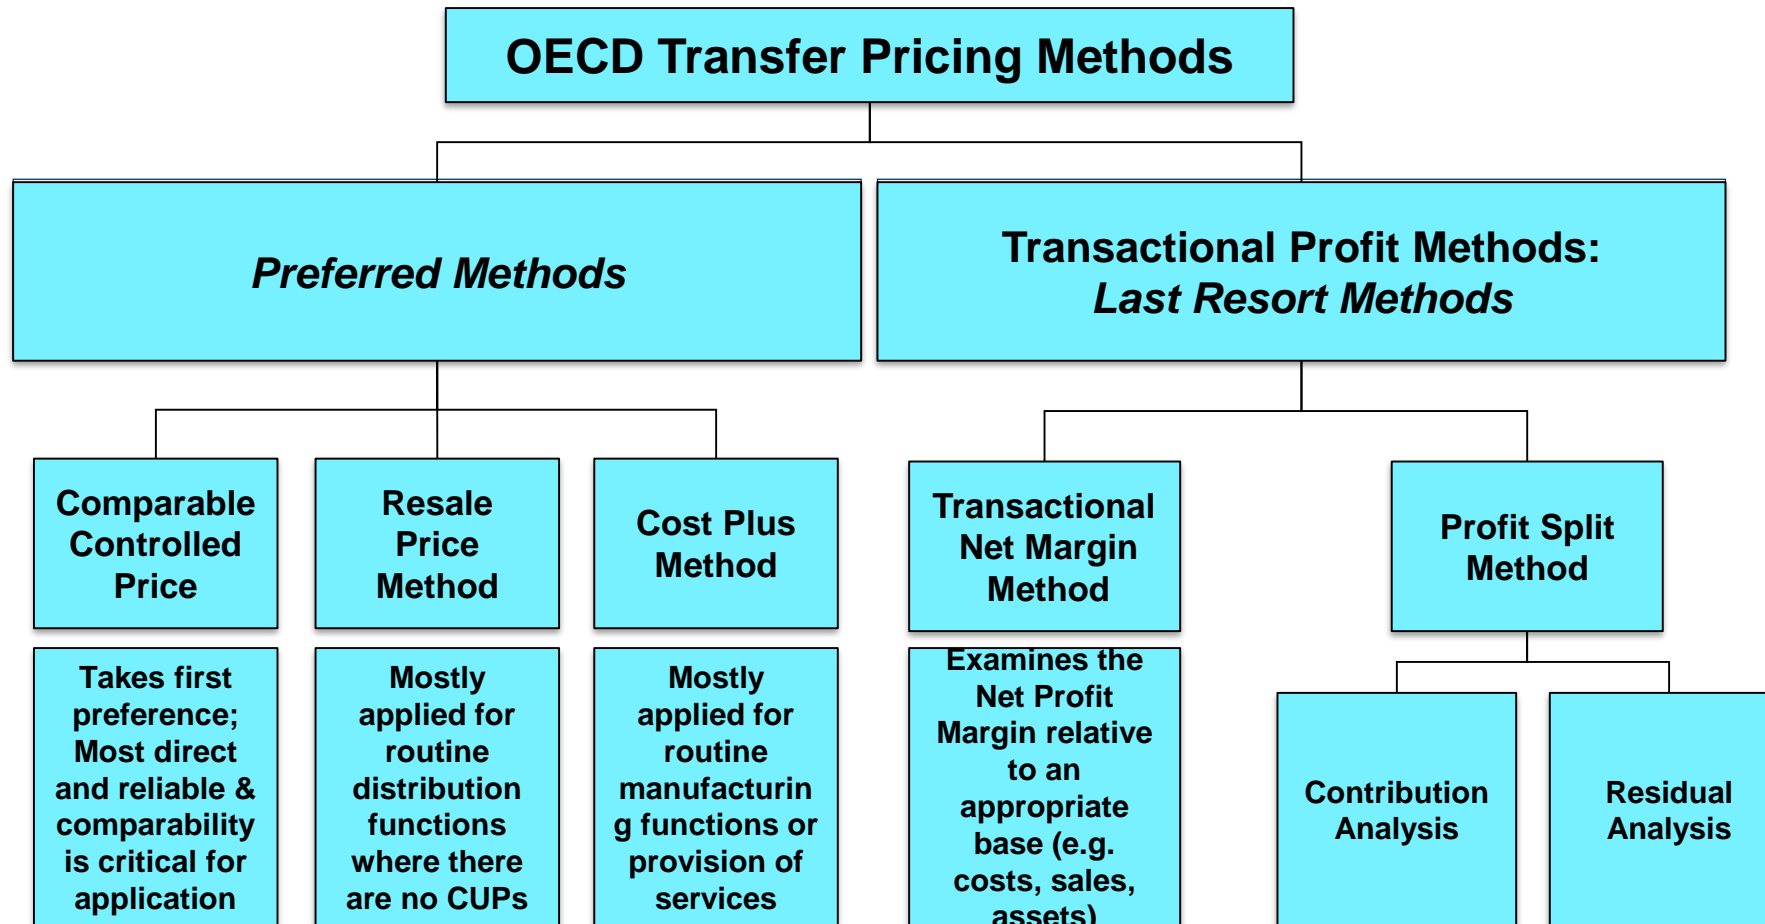 OECD Transfer Pricing Methods
Preferred Methods
Transactional Profit Methods:
Last Resort Methods
Comparable
Controlled
Price
Resale
Price
Method
Cost Plus
Method
Transactional
Net Margin
Method
Profit Split
Method
Takes first
preference;
Most direct
and reliable &
comparability
is critical for
application
Mostly
applied for
routine
distribution
functions
where there
are no CUPs
Mostly
applied for
routine
manufacturin
g functions or
provision of
services
Examines the
Net Profit
Margin relative
to an
appropriate
base (e.g.
costs, sales,
assets)
Contribution
Analysis
Residual
Analysis